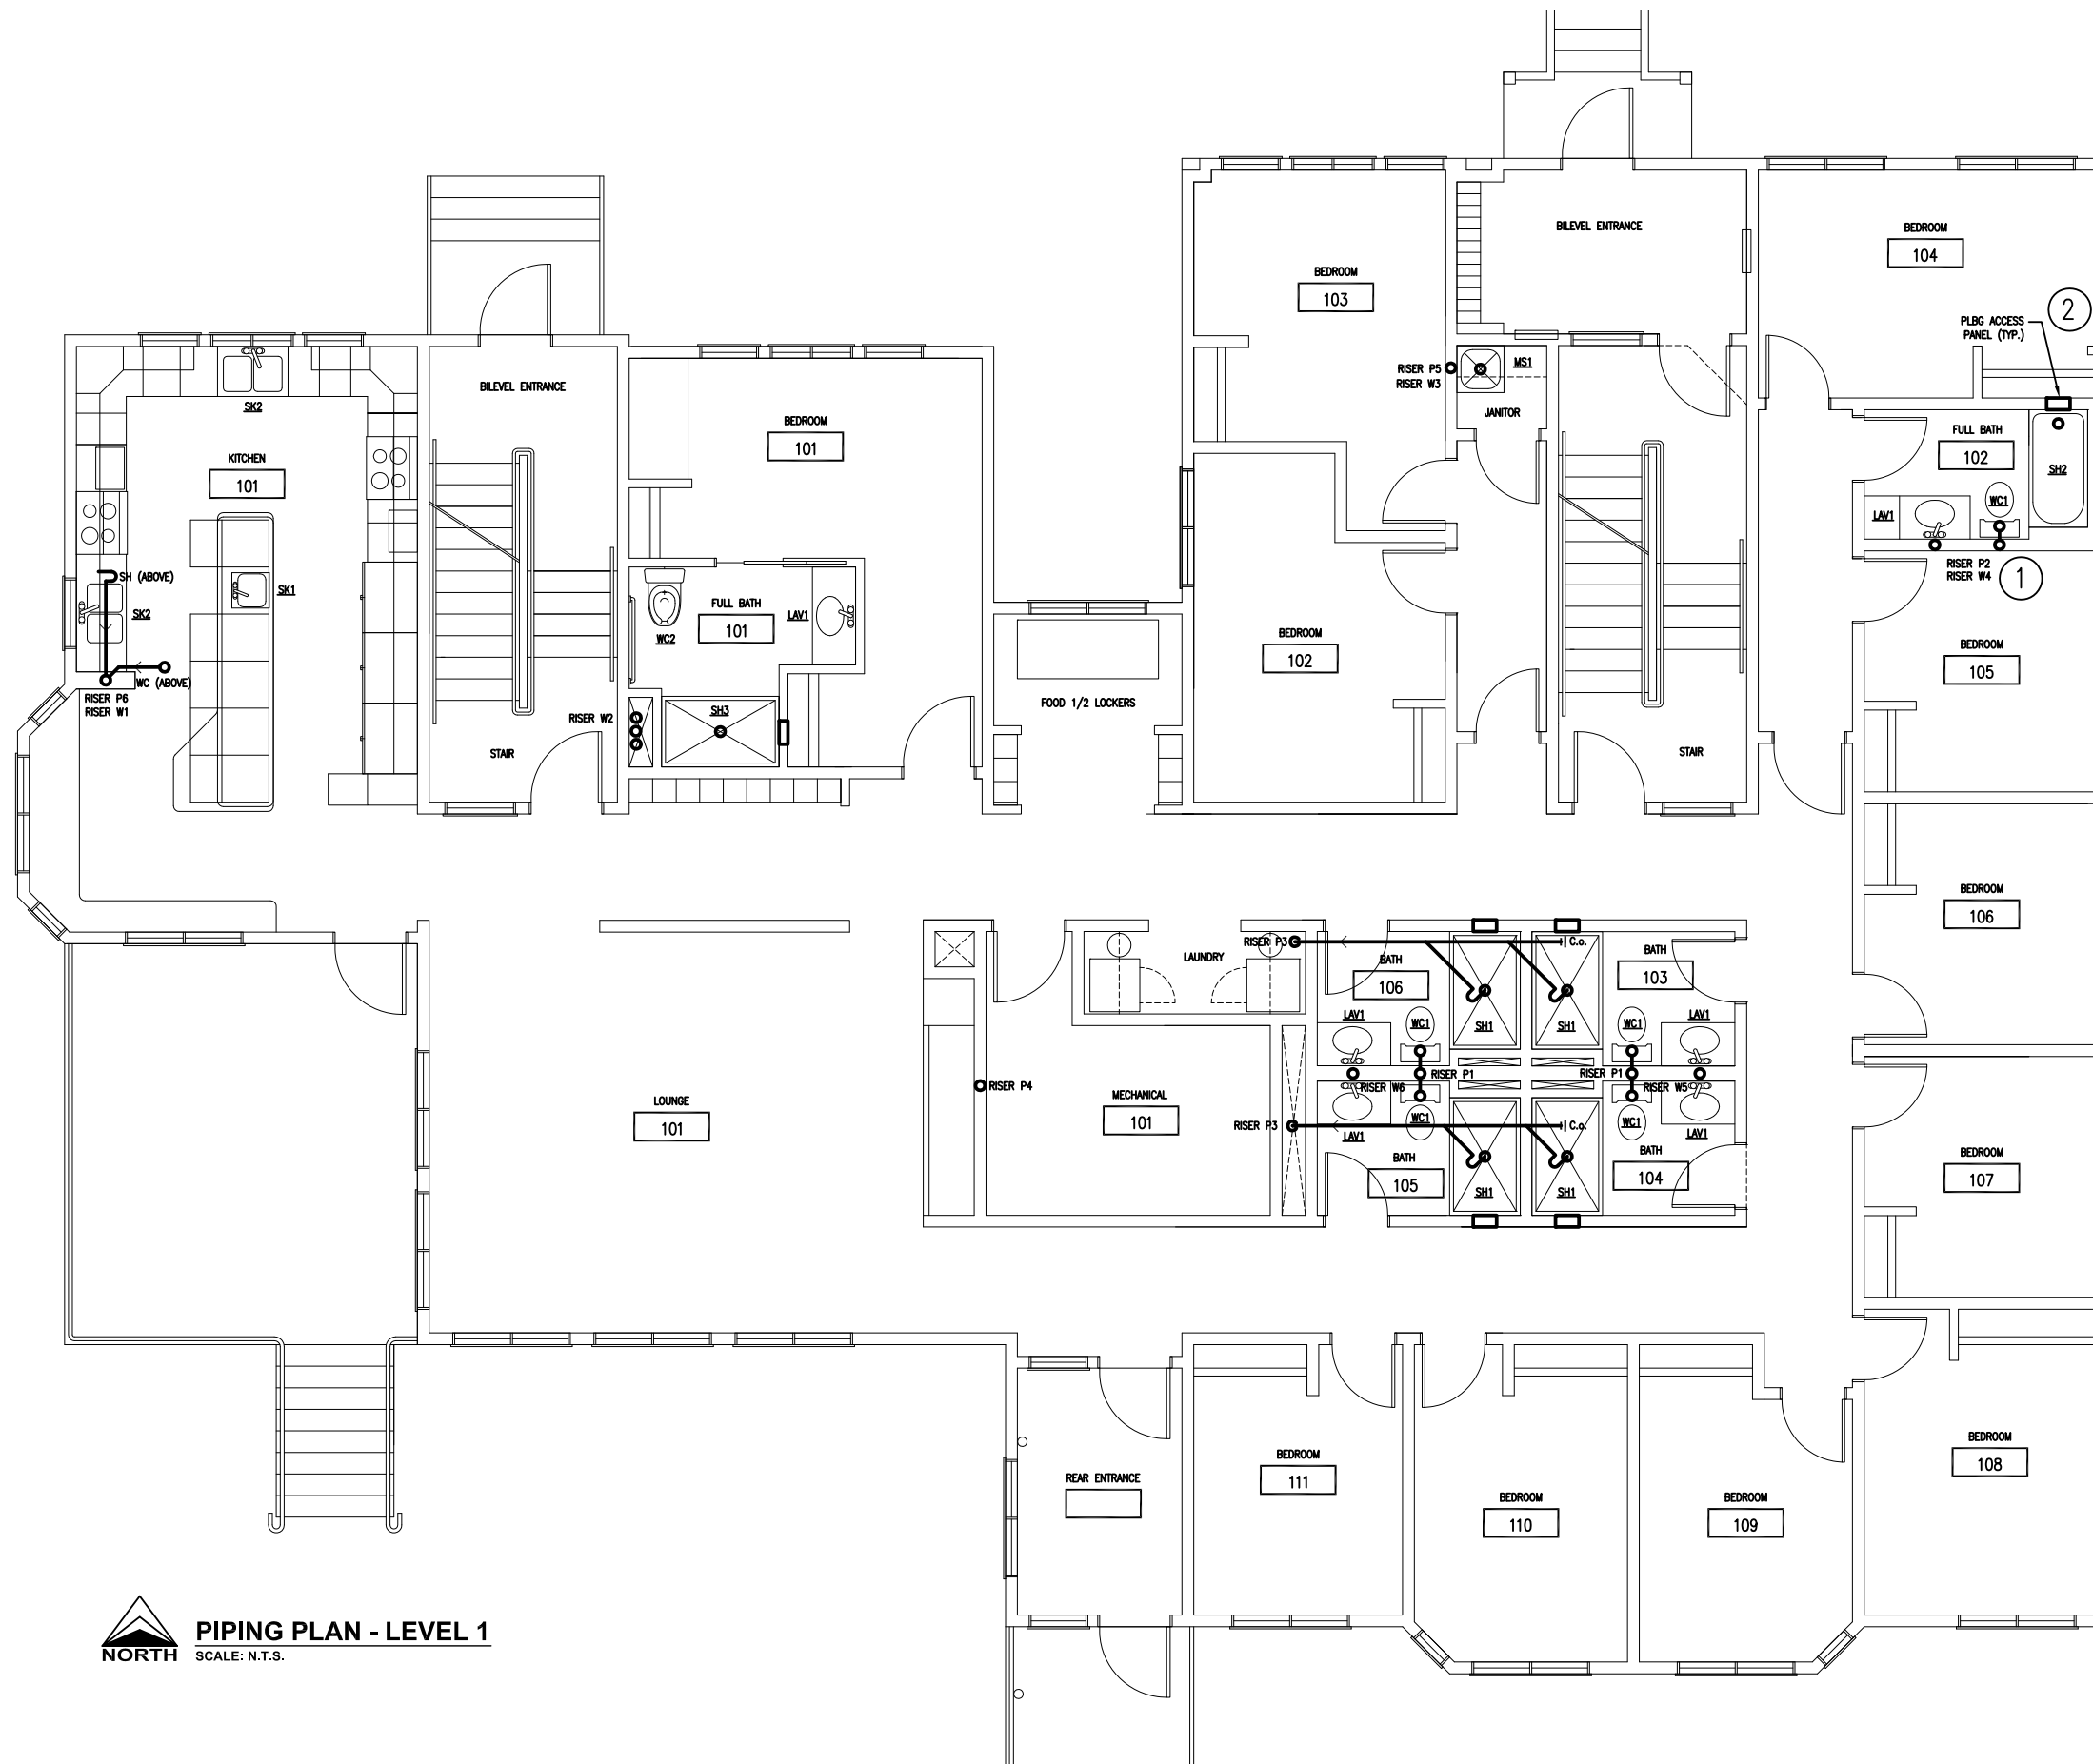 BILEVEL ENTRANCE
BEDROOM
104
BEDROOM
103
2
PLBG ACCESS
PANEL (TYP.)
RISER P5
RISER W3
MS1
JANITOR
BILEVEL ENTRANCE
SK2
BEDROOM
101
KITCHEN
101
FULL BATH
102
SH2
WC1
LAV1
RISER P2
RISER W4
1
SH (ABOVE)
SK1
SK2
FULL BATH
101
LAV1
WC2
BEDROOM
102
BEDROOM
105
WC (ABOVE)
RISER P6
RISER W1
RISER W2
SH3
FOOD 1/2 LOCKERS
STAIR
STAIR
BEDROOM
106
RISER P3
C.o.
LAUNDRY
BATH
106
BATH
103
LAV1
WC1
SH1
SH1
WC1
LAV1
RISER P1
RISER P1
RISER W6
RISER W5
RISER P4
MECHANICAL
101
LOUNGE
101
RISER P3
C.o.
WC1
WC1
LAV1
LAV1
BATH
105
BATH
104
SH1
SH1
BEDROOM
107
BEDROOM
108
BEDROOM
111
REAR ENTRANCE
BEDROOM
110
BEDROOM
109
NORTH
PIPING PLAN - LEVEL 1
SCALE: N.T.S.